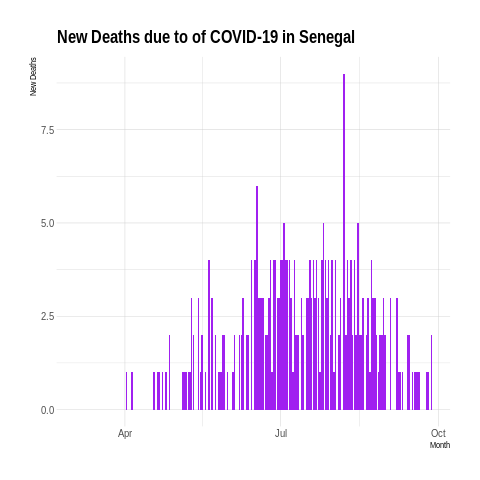 New Deaths due to of COVID-19 in Senegal
New Deaths
7.5
5.0
2.5
0.0
Apr Jul Oct
Month